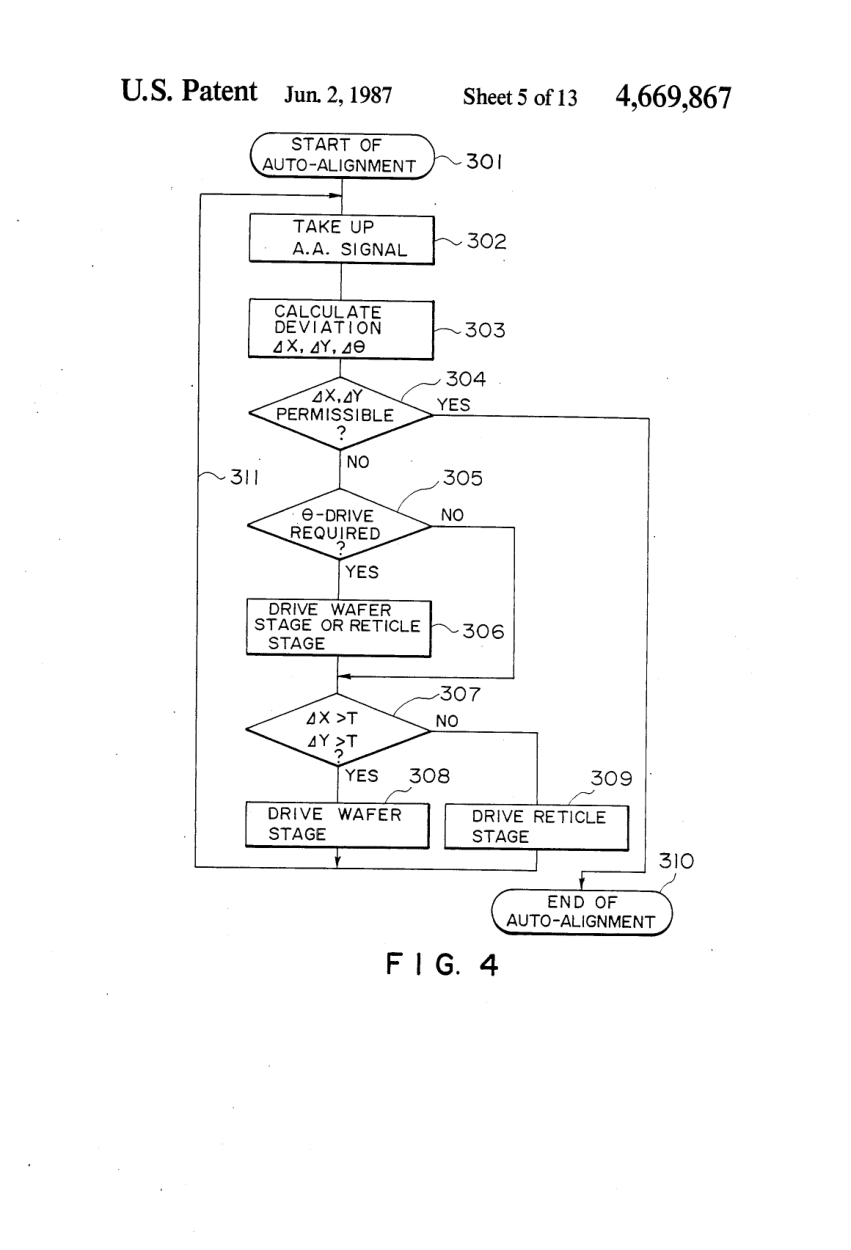 U.S. Patent Jun. 2, 1987 Sheet 5 of 13 4,669,867
START OF
AUTO-ALIGNMENT
301
TAKE UP
A.A. SIGNAL
302
CALCULATE
DEVIATION
ΔX, ΔY, Δθ
303
304
ΔX, ΔY
PERMISSIBLE
?
YES
NO
311
305
θ-DRIVE
REQUIRED
?
NO
YES
DRIVE WAFER
STAGE OR RETICLE
STAGE
306
307
ΔX >T
ΔY >T
?
NO
YES
308
309
DRIVE WAFER
STAGE
DRIVE RETICLE
STAGE
310
END OF
AUTO-ALIGNMENT
FIG. 4